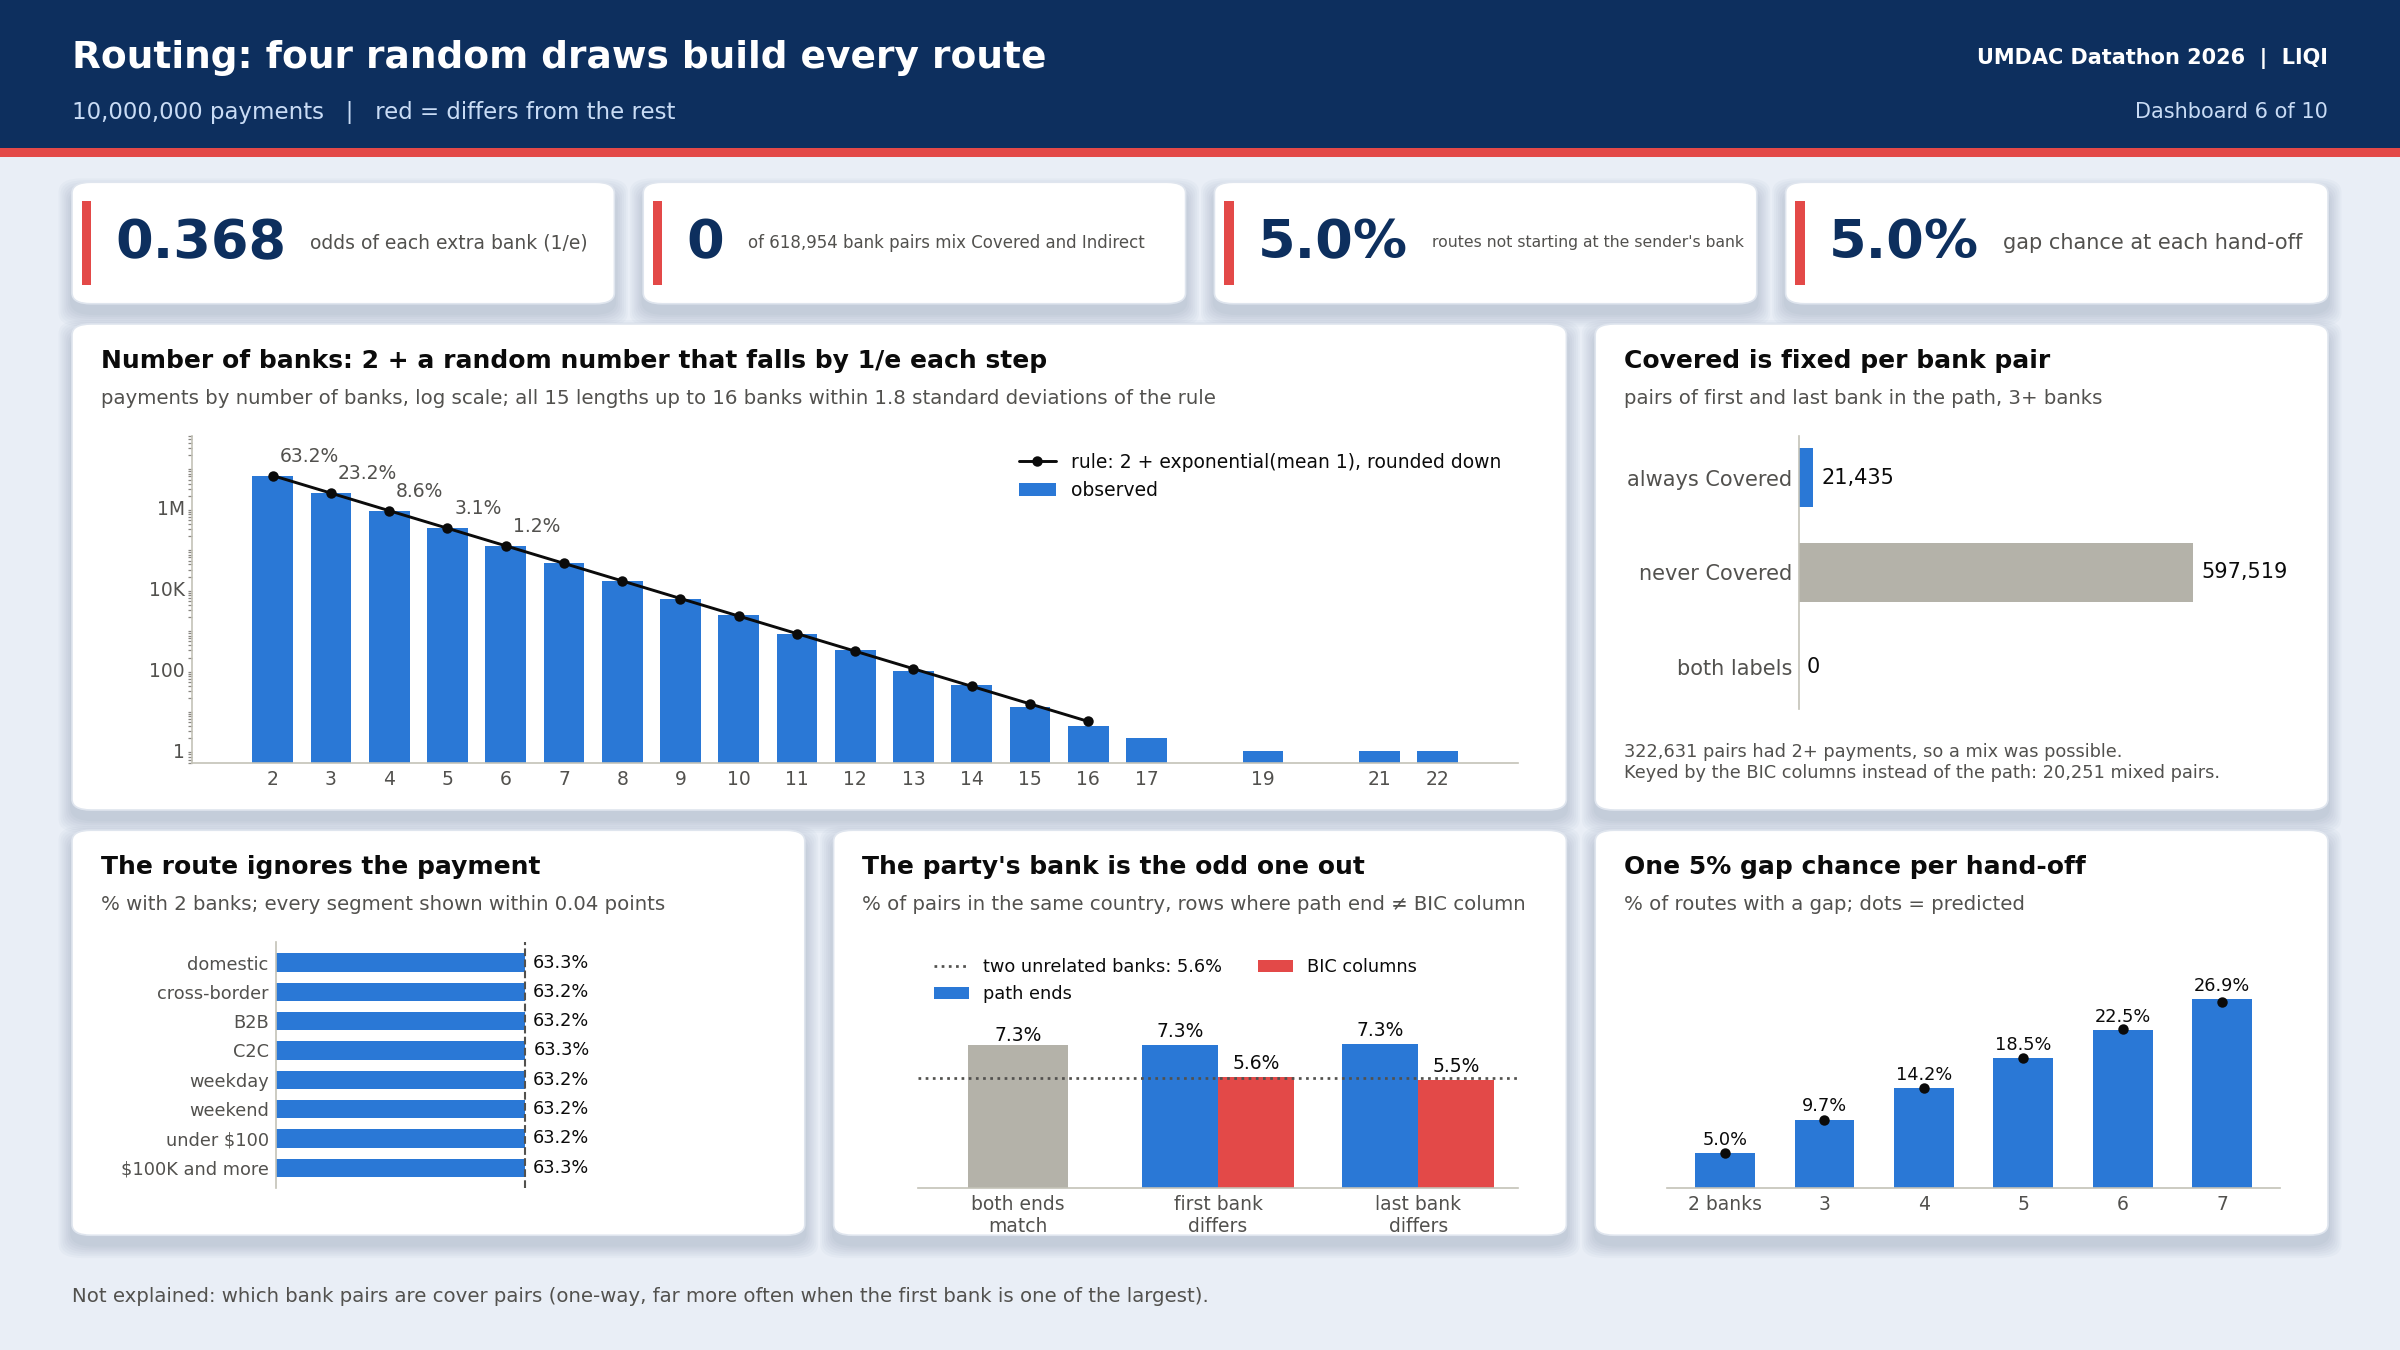 Routing: four random draws build every route
UMDAC Datathon 2026 | LIQI
10,000,000 payments | red = differs from the rest
Dashboard 6 of 10
0.368 odds of each extra bank (1/e)
0 of 618,954 bank pairs mix Covered and Indirect
5.0% routes not starting at the sender's bank
5.0% gap chance at each hand-off
Number of banks: 2 + a random number that falls by 1/e each step
payments by number of banks, log scale; all 15 lengths up to 16 banks within 1.8 standard deviations of the rule
63.2%
23.2%
8.6%
3.1%
1.2%
rule: 2 + exponential(mean 1), rounded down
observed
1M
10K
100
1
2 3 4 5 6 7 8 9 10 11 12 13 14 15 16 17 19 21 22
Covered is fixed per bank pair
pairs of first and last bank in the path, 3+ banks
always Covered 21,435
never Covered 597,519
both labels 0
322,631 pairs had 2+ payments, so a mix was possible.
Keyed by the BIC columns instead of the path: 20,251 mixed pairs.
The route ignores the payment
% with 2 banks; every segment shown within 0.04 points
domestic 63.3%
cross-border 63.2%
B2B 63.2%
C2C 63.3%
weekday 63.2%
weekend 63.2%
under $100 63.2%
$100K and more 63.3%
The party's bank is the odd one out
% of pairs in the same country, rows where path end ≠ BIC column
two unrelated banks: 5.6% BIC columns
path ends
7.3% 7.3% 5.6% 7.3% 5.5%
both ends first bank last bank
match differs differs
One 5% gap chance per hand-off
% of routes with a gap; dots = predicted
5.0% 9.7% 14.2% 18.5% 22.5% 26.9%
2 banks 3 4 5 6 7
Not explained: which bank pairs are cover pairs (one-way, far more often when the first bank is one of the largest).